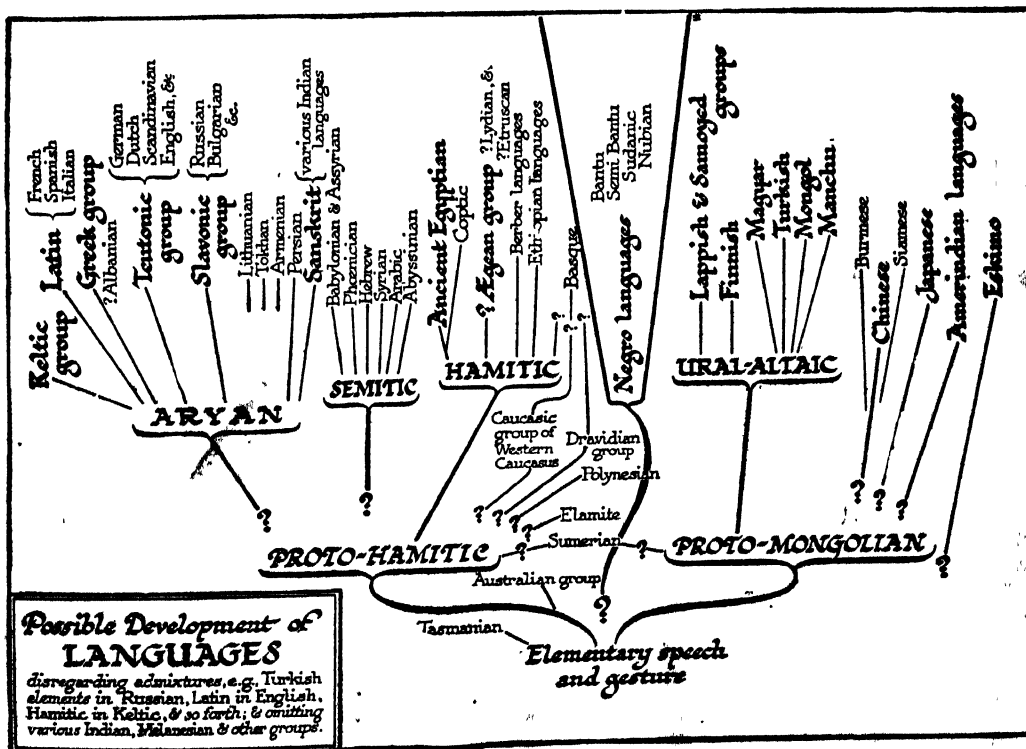 French
Spanish
Italian
Latin
Greek group
? Albanian
Keltic
group
German
Dutch
Scandinavian
English, &c
Teutonic
group
Russian
Bulgarian
&c.
Slavonic
group
Lithuanian
Tokian
Armenian
Persian
various Indian
languages
Sanskrit
ARYAN
Babylonian & Assyrian
Phenician
Hebrew
Syrian
Arabic
Abyssunian
SEMITIC
Ancient Egyptian
Coptic
? Ægean group
? Lydian, &
? Etruscan
Berber languages
Ethiopian languages
HAMITIC
Basque
?
?
?
Caucasic
group of
Western
Caucasus
Dravidian
group
Polynesian
Elamite
Sumerian
?
?
?
?
?
?
?
?
Bantu
Semi Bantu
Sudanic
Nubian
Negro languages
Lappish & Samoyed
groups
Finnish
Magyar
Turkish
Mongol
Manchu
URAL-ALTAIC
Burmese
Chinese
Siamese
Japanese
Amerindian languages
Eskimo
?
?
?
?
PROTO-HAMITIC
PROTO-MONGOLIAN
Australian group
?
Tasmanian
Elementary speech
and gesture
Possible Development of
LANGUAGES
disregarding admixtures, e.g., Turkish
elements in Russian, Latin in English,
Hamitic in Keltic, & so forth; & omitting
various Indian, Melanesian & other groups.